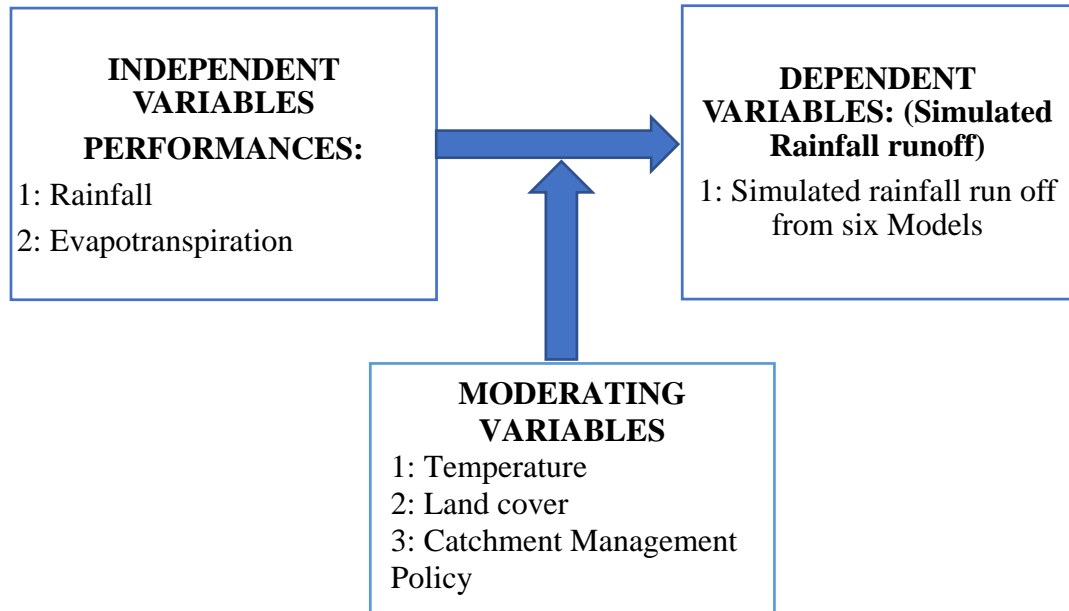 INDEPENDENT
VARIABLES
PERFORMANCES:
1: Rainfall
2: Evapotranspiration
DEPENDENT
VARIABLES: (Simulated
Rainfall runoff)
1: Simulated rainfall run off
from six Models
MODERATING
VARIABLES
1: Temperature
2: Land cover
3: Catchment Management
Policy